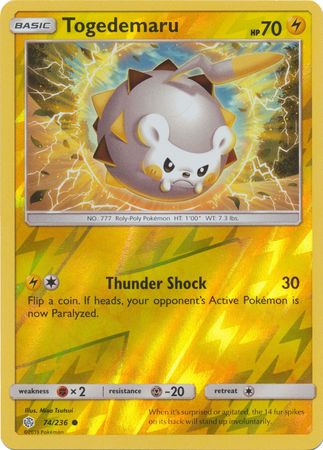 BASIC
Togedemaru
HP 70
NO. 777 Roly-Poly Pokémon HT: 1'00" WT: 7.3 lbs.
Thunder Shock 30
Flip a coin. If heads, your opponent's Active Pokémon is
now Paralyzed.
weakness × 2 resistance -20 retreat
Illus. Misa Tsutsui
74/236
©2019 Pokémon
When it's surprised or agitated, the 14 fur spikes
on its back will stand up involuntarily.